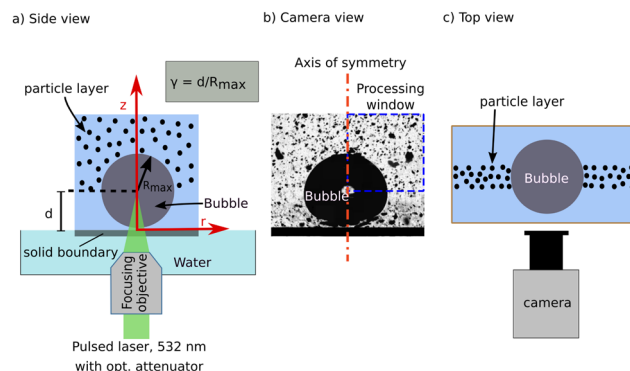 a) Side view
γ = d/Rmax
particle layer
z
Rmax
Bubble
d
r
solid boundary
Water
Focusing
objective
Pulsed laser, 532 nm
with opt. attenuator
b) Camera view
Axis of symmetry
Processing
window
Bubble
c) Top view
particle layer
Bubble
camera